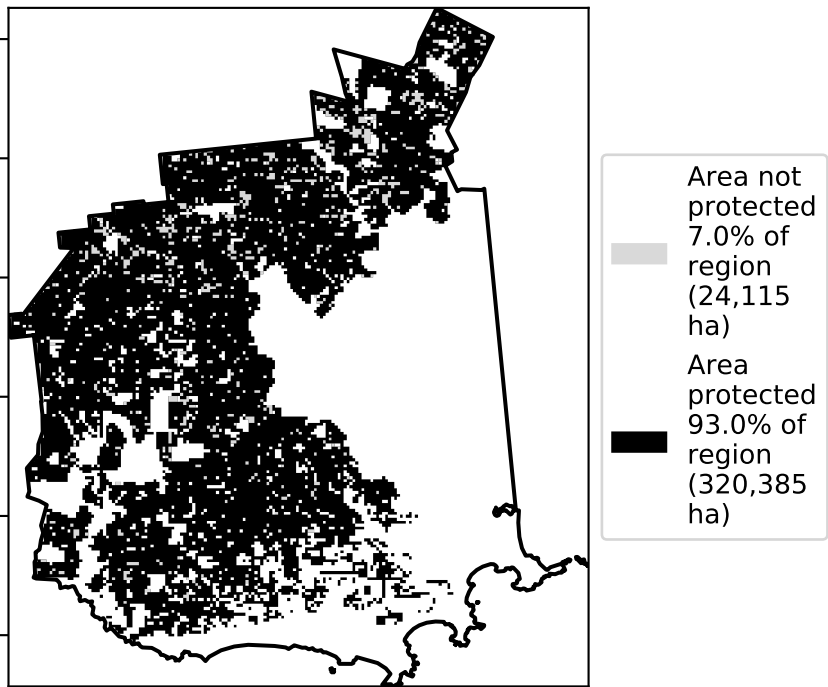 Area not
protected
7.0% of
region
(24,115
ha)
Area
protected
93.0% of
region
(320,385
ha)